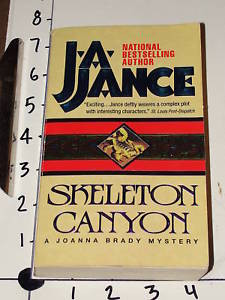 J·A·
JANCE
NATIONAL
BESTSELLING
AUTHOR
"Exciting... Jance deftly weaves a complex plot
with interesting characters." St. Louis Post-Dispatch
SKELETON
CANYON
A JOANNA BRADY MYSTERY
8
7
6
5
4
3
2
1
1
2
3
4